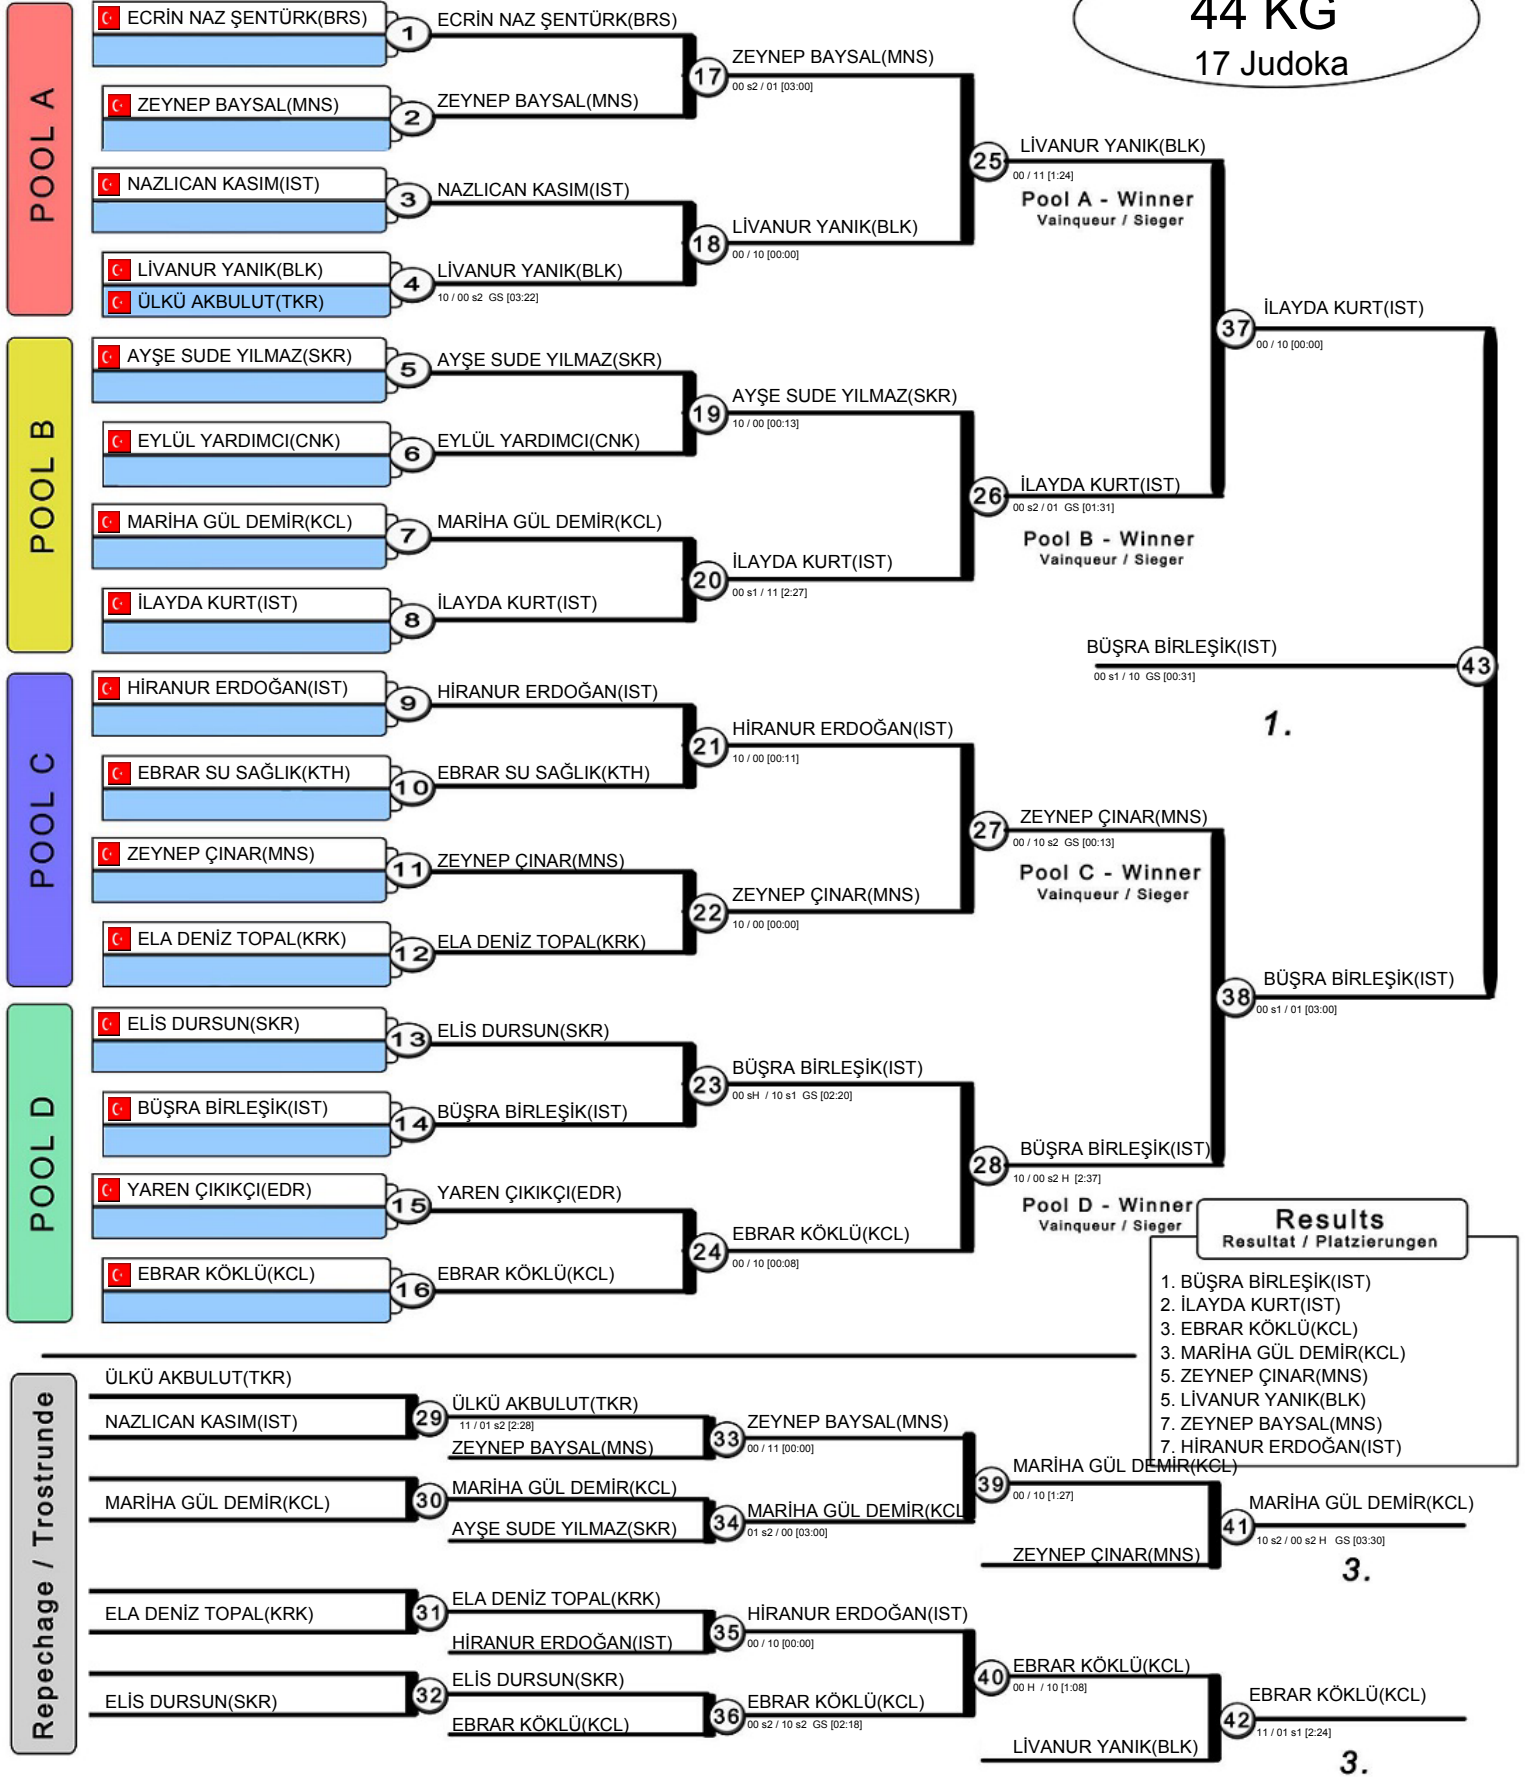 44 KG
17 Judoka
POOL A
ECRİN NAZ ŞENTÜRK(BRS)
1
ZEYNEP BAYSAL(MNS)
2
NAZLICAN KASIM(IST)
3
LİVANUR YANIK(BLK)
ÜLKÜ AKBULUT(TKR)
4
ECRİN NAZ ŞENTÜRK(BRS)
ZEYNEP BAYSAL(MNS)
NAZLICAN KASIM(IST)
LİVANUR YANIK(BLK)
10 / 00 s2 GS [03:22]
17
ZEYNEP BAYSAL(MNS)
00 s2 / 01 [03:00]
18
LİVANUR YANIK(BLK)
00 / 10 [00:00]
25
LİVANUR YANIK(BLK)
00 / 11 [1:24]
Pool A - Winner
Vainqueur / Sieger
POOL B
AYŞE SUDE YILMAZ(SKR)
5
EYLÜL YARDIMCI(CNK)
6
MARİHA GÜL DEMİR(KCL)
7
İLAYDA KURT(IST)
8
AYŞE SUDE YILMAZ(SKR)
EYLÜL YARDIMCI(CNK)
MARİHA GÜL DEMİR(KCL)
İLAYDA KURT(IST)
19
AYŞE SUDE YILMAZ(SKR)
10 / 00 [00:13]
20
İLAYDA KURT(IST)
00 s1 / 11 [2:27]
26
İLAYDA KURT(IST)
00 s2 / 01 GS [01:31]
Pool B - Winner
Vainqueur / Sieger
37
İLAYDA KURT(IST)
00 / 10 [00:00]
BÜŞRA BİRLEŞİK(IST)
43
00 s1 / 10 GS [00:31]
1.
POOL C
HİRANUR ERDOĞAN(IST)
9
EBRAR SU SAĞLIK(KTH)
10
ZEYNEP ÇINAR(MNS)
11
ELA DENİZ TOPAL(KRK)
12
HİRANUR ERDOĞAN(IST)
EBRAR SU SAĞLIK(KTH)
ZEYNEP ÇINAR(MNS)
ELA DENİZ TOPAL(KRK)
21
HİRANUR ERDOĞAN(IST)
10 / 00 [00:11]
22
ZEYNEP ÇINAR(MNS)
10 / 00 [00:00]
27
ZEYNEP ÇINAR(MNS)
00 / 10 s2 GS [00:13]
Pool C - Winner
Vainqueur / Sieger
POOL D
ELİS DURSUN(SKR)
13
BÜŞRA BİRLEŞİK(IST)
14
YAREN ÇIKIKÇI(EDR)
15
EBRAR KÖKLÜ(KCL)
16
ELİS DURSUN(SKR)
BÜŞRA BİRLEŞİK(IST)
YAREN ÇIKIKÇI(EDR)
EBRAR KÖKLÜ(KCL)
23
BÜŞRA BİRLEŞİK(IST)
00 sH / 10 s1 GS [02:20]
24
EBRAR KÖKLÜ(KCL)
00 / 10 [00:08]
28
BÜŞRA BİRLEŞİK(IST)
10 / 00 s2 H [2:37]
Pool D - Winner
Vainqueur / Sieger
38
BÜŞRA BİRLEŞİK(IST)
00 s1 / 01 [03:00]
Results
Resultat / Platzierungen
1. BÜŞRA BİRLEŞİK(IST)
2. İLAYDA KURT(IST)
3. EBRAR KÖKLÜ(KCL)
3. MARİHA GÜL DEMİR(KCL)
5. ZEYNEP ÇINAR(MNS)
5. LİVANUR YANIK(BLK)
7. ZEYNEP BAYSAL(MNS)
7. HİRANUR ERDOĞAN(IST)
Repechage / Trostrunde
ÜLKÜ AKBULUT(TKR)
NAZLICAN KASIM(IST)
29
ÜLKÜ AKBULUT(TKR)
11 / 01 s2 [2:28]
ZEYNEP BAYSAL(MNS)
33
ZEYNEP BAYSAL(MNS)
00 / 11 [00:00]
MARİHA GÜL DEMİR(KCL)
30
MARİHA GÜL DEMİR(KCL)
AYŞE SUDE YILMAZ(SKR)
34
MARİHA GÜL DEMİR(KCL
01 s2 / 00 [03:00]
39
MARİHA GÜL DEMİR(KCL)
00 / 10 [1:27]
ZEYNEP ÇINAR(MNS)
41
MARİHA GÜL DEMİR(KCL)
10 s2 / 00 s2 H GS [03:30]
3.
ELA DENİZ TOPAL(KRK)
31
ELA DENİZ TOPAL(KRK)
HİRANUR ERDOĞAN(IST)
35
HİRANUR ERDOĞAN(IST)
00 / 10 [00:00]
ELİS DURSUN(SKR)
32
ELİS DURSUN(SKR)
EBRAR KÖKLÜ(KCL)
36
EBRAR KÖKLÜ(KCL)
00 s2 / 10 s2 GS [02:18]
40
EBRAR KÖKLÜ(KCL)
00 H / 10 [1:08]
LİVANUR YANIK(BLK)
42
EBRAR KÖKLÜ(KCL)
11 / 01 s1 [2:24]
3.